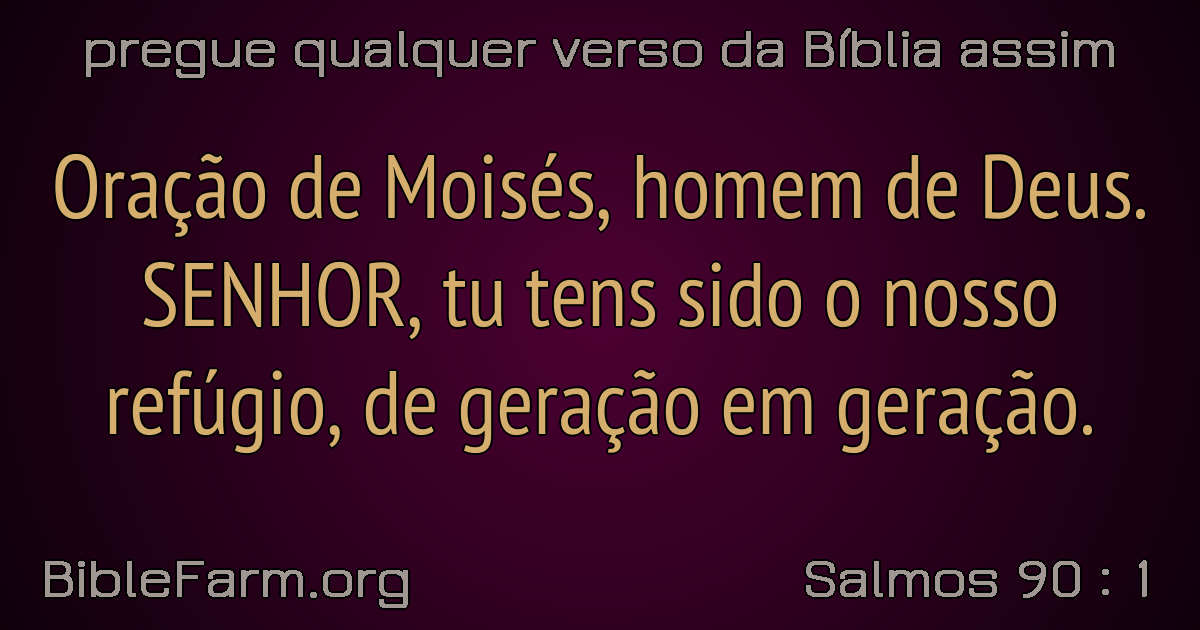 pregue qualquer verso da Bíblia assim
Oração de Moisés, homem de Deus.
SENHOR, tu tens sido o nosso
refúgio, de geração em geração.
BibleFarm.org
Salmos 90 : 1